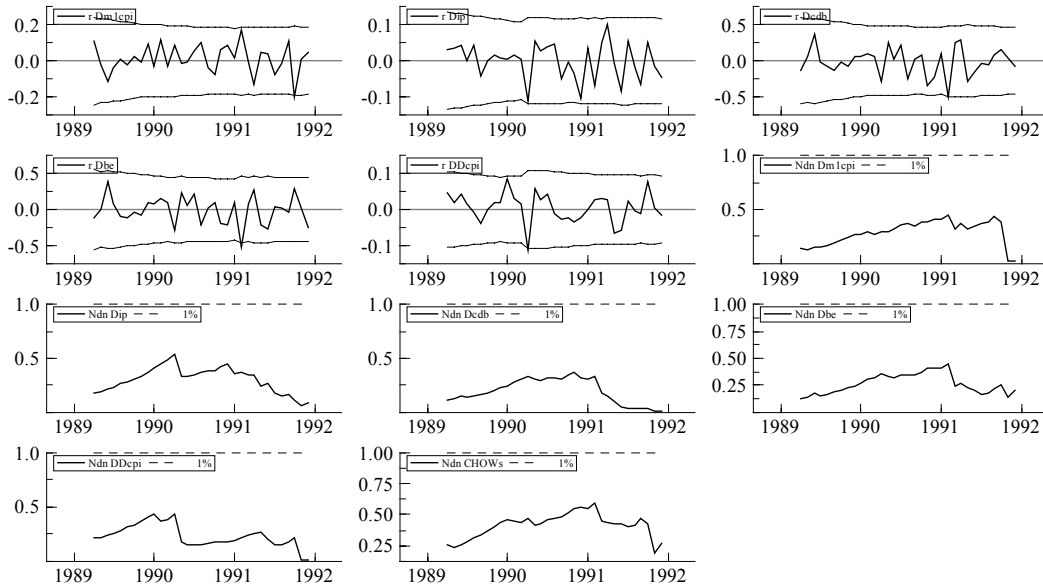 r Dm1cpi
0.2
0.0
-0.2
1989 1990 1991 1992
r Dip
0.1
0.0
-0.1
1989 1990 1991 1992
r Dcdb
0.5
0.0
-0.5
1989 1990 1991 1992
r Dbe
0.5
0.0
-0.5
1989 1990 1991 1992
r DDcpi
0.1
0.0
-0.1
1989 1990 1991 1992
Ndn Dm1cpi 1%
1.0
0.5
1989 1990 1991 1992
Ndn Dip 1%
1.0
0.5
1989 1990 1991 1992
Ndn Dcdb 1%
1.0
0.5
1989 1990 1991 1992
Ndn Dbe 1%
1.00
0.75
0.50
0.25
1989 1990 1991 1992
Ndn DDcpi 1%
1.0
0.5
1989 1990 1991 1992
Ndn CHOWs 1%
1.00
0.75
0.50
0.25
1989 1990 1991 1992